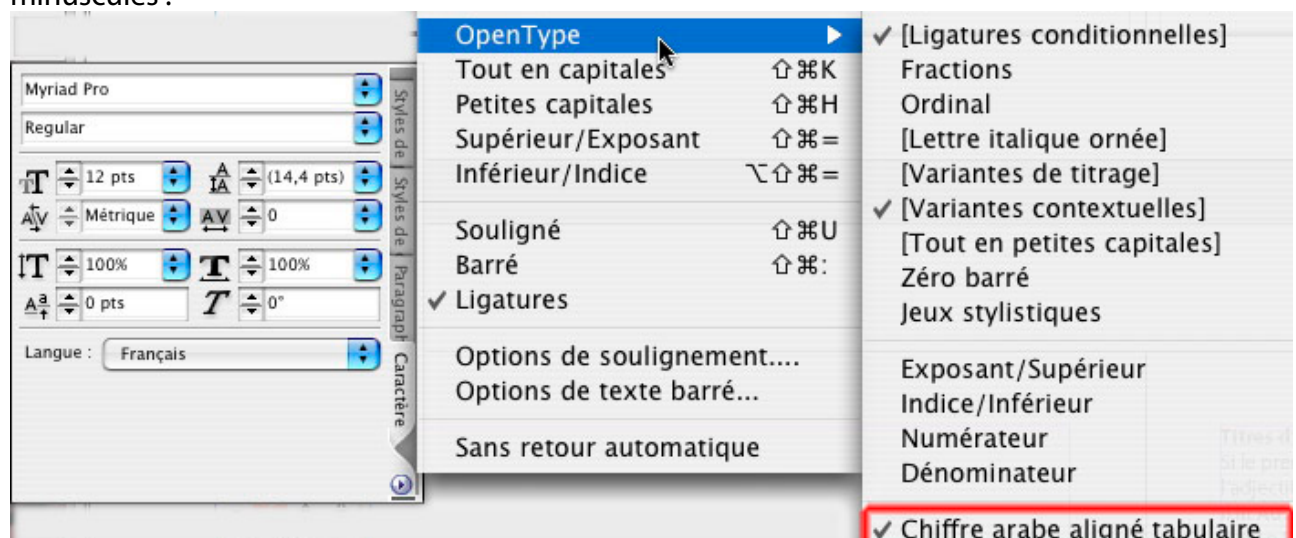 minuscules :
Myriad Pro
Regular
12 pts
(14,4 pts)
Métrique
0
100%
100%
0 pts
0°
Langue : Français
Styles de
Styles de
Paragraph
Caractère
OpenType
Tout en capitales ⇧⌘K
Petites capitales ⇧⌘H
Supérieur/Exposant ⇧⌘=
Inférieur/Indice ⌥⇧⌘=
Souligné ⇧⌘U
Barré ⇧⌘:
✓ Ligatures
Options de soulignement....
Options de texte barré...
Sans retour automatique
✓ [Ligatures conditionnelles]
Fractions
Ordinal
[Lettre italique ornée]
[Variantes de titrage]
✓ [Variantes contextuelles]
[Tout en petites capitales]
Zéro barré
Jeux stylistiques
Exposant/Supérieur
Indice/Inférieur
Numérateur
Dénominateur
✓ Chiffre arabe aligné tabulaire